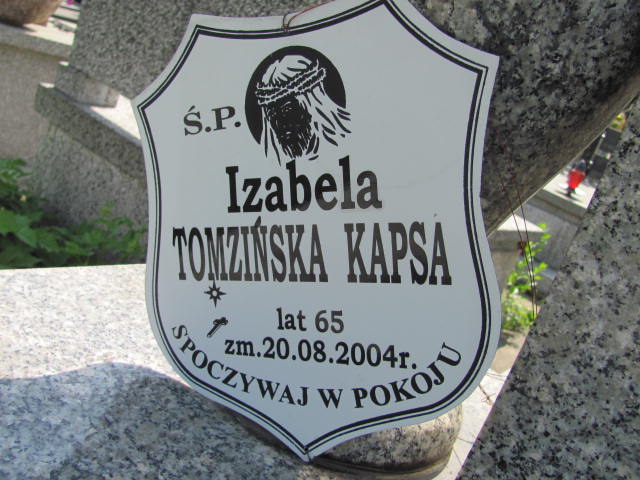 Ś.P.
Izabela
TOMZIŃSKA KAPSA
lat 65
zm.20.08.2004r.
SPOCZYWAJ W POKOJU